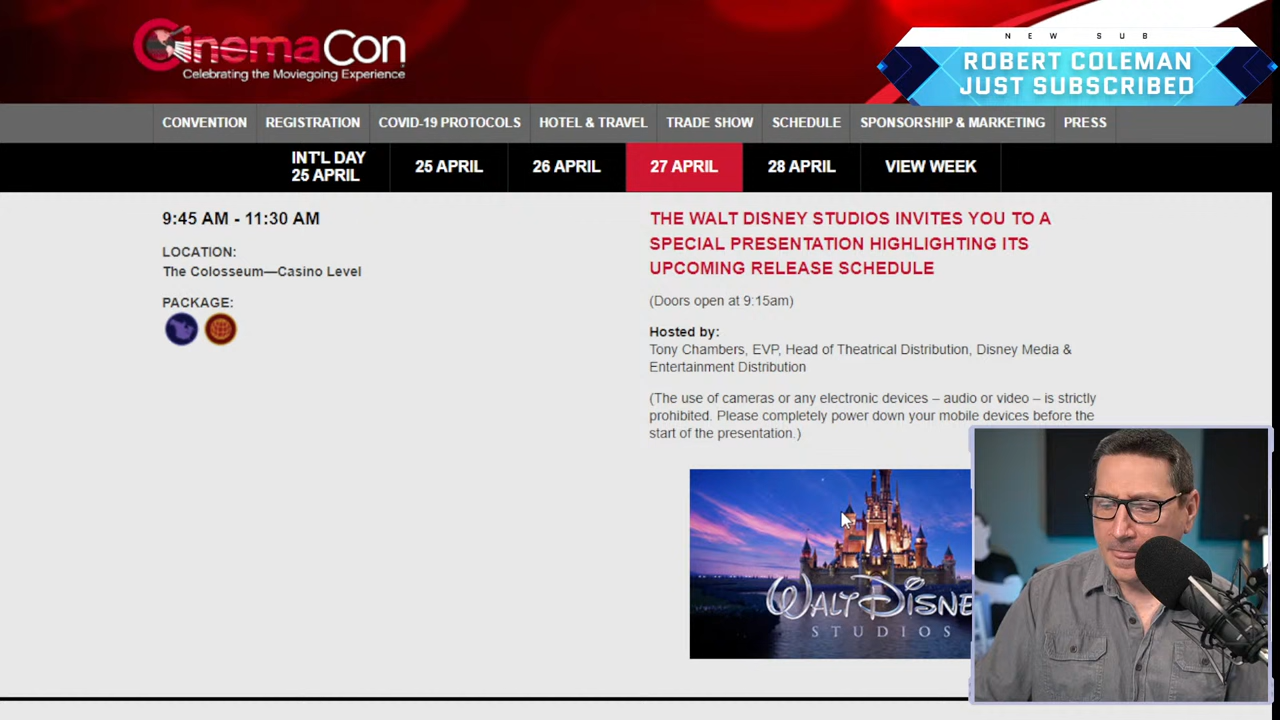 CinemaCon
Celebrating the Moviegoing Experience
NEW SUB
ROBERT COLEMAN
JUST SUBSCRIBED
CONVENTION REGISTRATION COVID-19 PROTOCOLS HOTEL & TRAVEL TRADE SHOW SCHEDULE SPONSORSHIP & MARKETING PRESS
INT'L DAY
25 APRIL
25 APRIL
26 APRIL
27 APRIL
28 APRIL
VIEW WEEK
9:45 AM - 11:30 AM
LOCATION:
The Colosseum—Casino Level
PACKAGE:
THE WALT DISNEY STUDIOS INVITES YOU TO A
SPECIAL PRESENTATION HIGHLIGHTING ITS
UPCOMING RELEASE SCHEDULE
(Doors open at 9:15am)
Hosted by:
Tony Chambers, EVP, Head of Theatrical Distribution, Disney Media &
Entertainment Distribution
(The use of cameras or any electronic devices – audio or video – is strictly
prohibited. Please completely power down your mobile devices before the
start of the presentation.)
WALT DISNE
STUDIOS